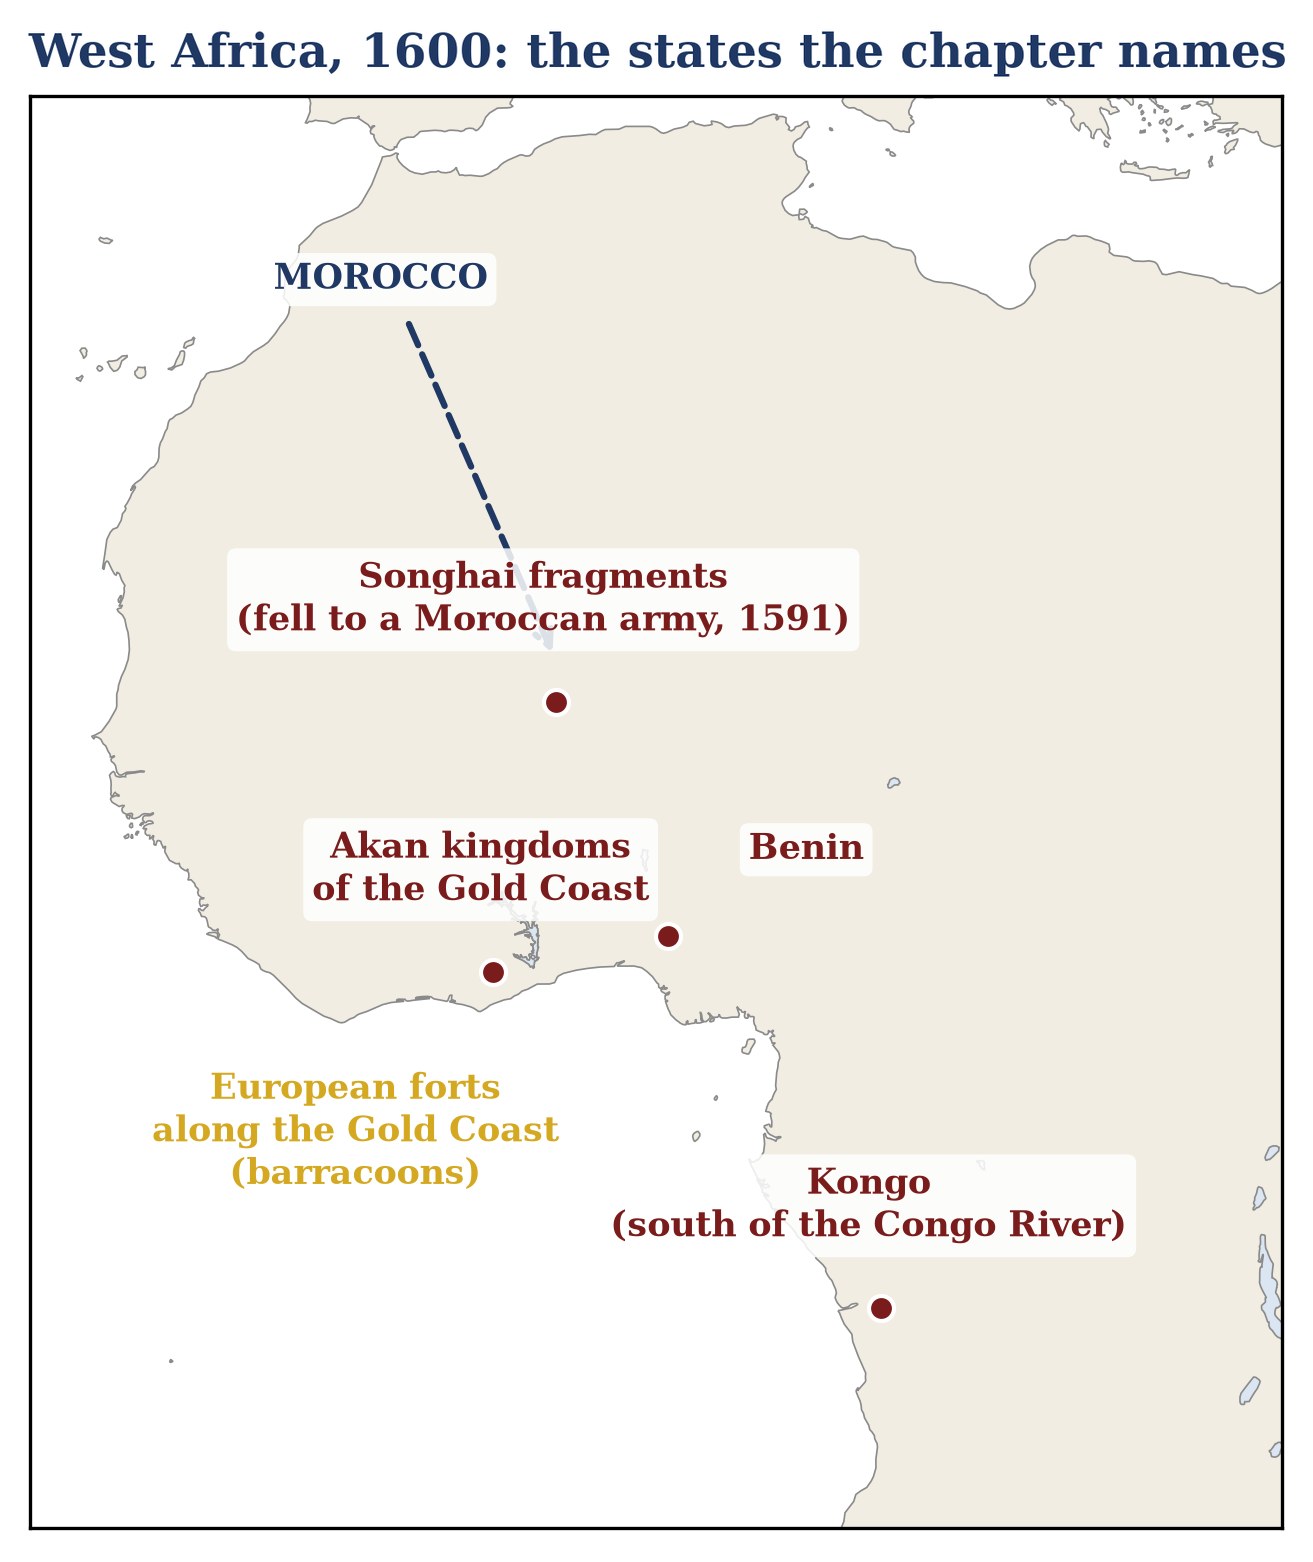 West Africa, 1600: the states the chapter names
MOROCCO
Songhai fragments
(fell to a Moroccan army, 1591)
Akan kingdoms
of the Gold Coast
Benin
European forts
along the Gold Coast
(barracoons)
Kongo
(south of the Congo River)